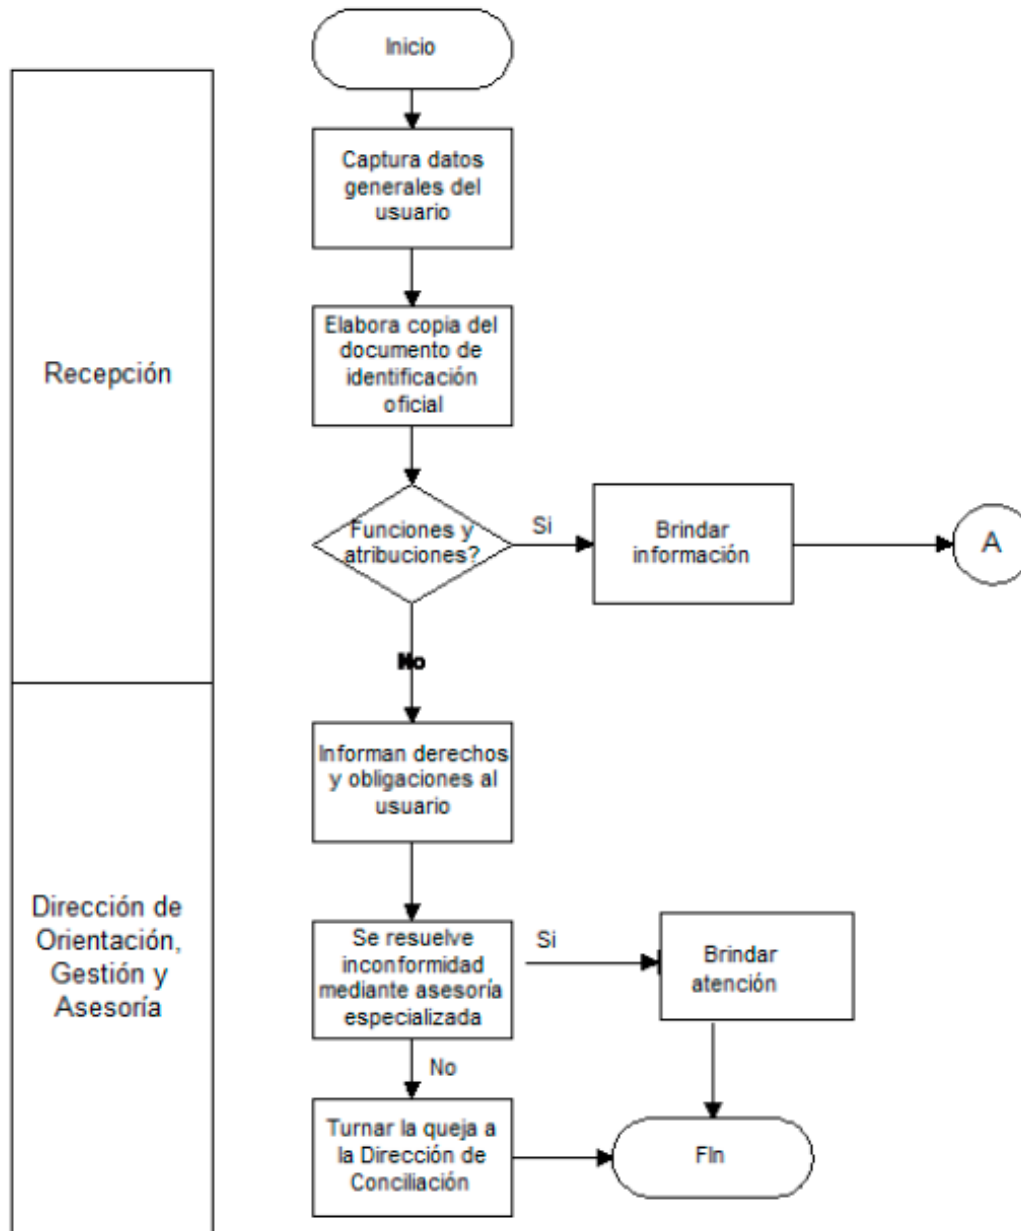 Inicio
Captura datos
generales del
usuario
Elabora copia del
documento de
identificación
oficial
Recepción
Funciones y
atribuciones?
Si
Brindar
información
A
No
Informan derechos
y obligaciones al
usuario
Dirección de
Orientación,
Gestión y
Asesoría
Se resuelve
inconformidad
mediante asesoría
especializada
Si
Brindar
atención
No
Turnar la queja a
la Dirección de
Conciliación
FIn